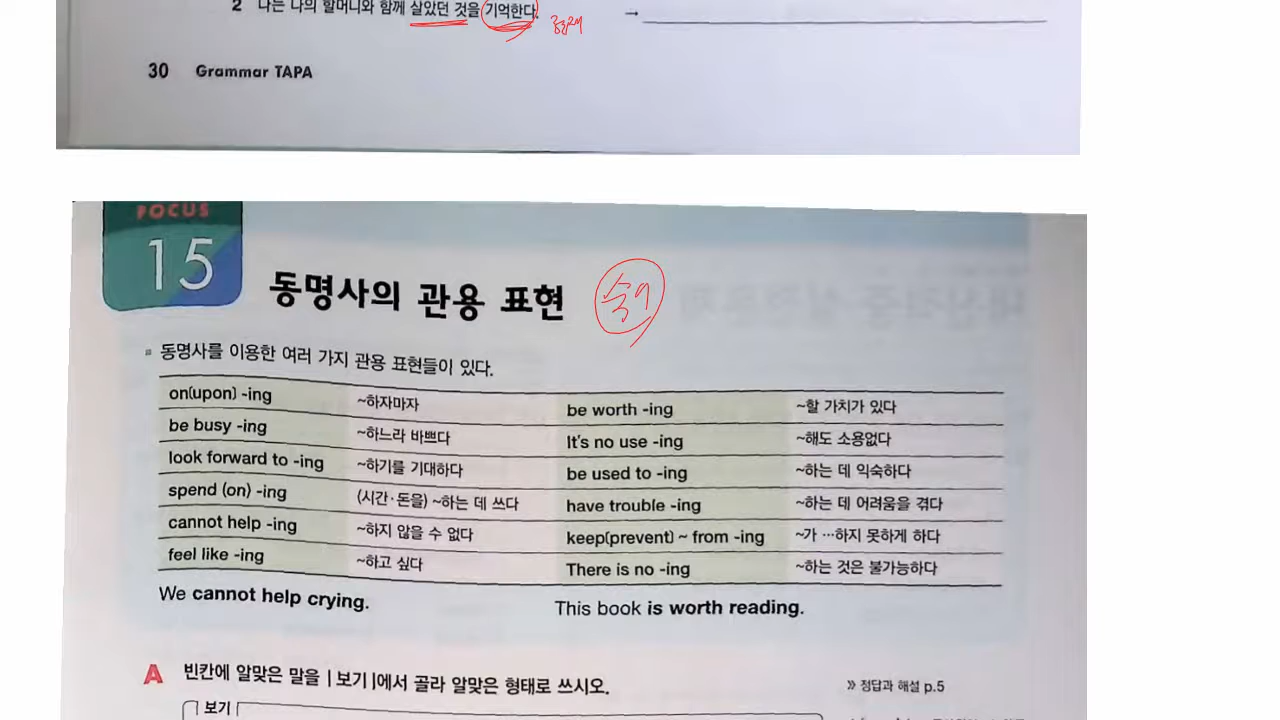 2 나는 나의 할머니와 함께 살았던 것을 기억한다. →
30 Grammar TAPA
FOCUS
15
동명사의 관용 표현 숙어
동명사를 이용한 여러 가지 관용 표현들이 있다.
on(upon) -ing ~하자마자 be worth -ing ~할 가치가 있다
be busy -ing ~하느라 바쁘다 It's no use -ing ~해도 소용없다
look forward to -ing ~하기를 기대하다 be used to -ing ~하는 데 익숙하다
spend (on) -ing (시간·돈을) ~하는 데 쓰다 have trouble -ing ~하는 데 어려움을 겪다
cannot help -ing ~하지 않을 수 없다 keep(prevent) ~ from -ing ~가 …하지 못하게 하다
feel like -ing ~하고 싶다 There is no -ing ~하는 것은 불가능하다
We cannot help crying. This book is worth reading.
A 빈칸에 알맞은 말을 |보기|에서 골라 알맞은 형태로 쓰시오.
» 정답과 해설 p.5
보기